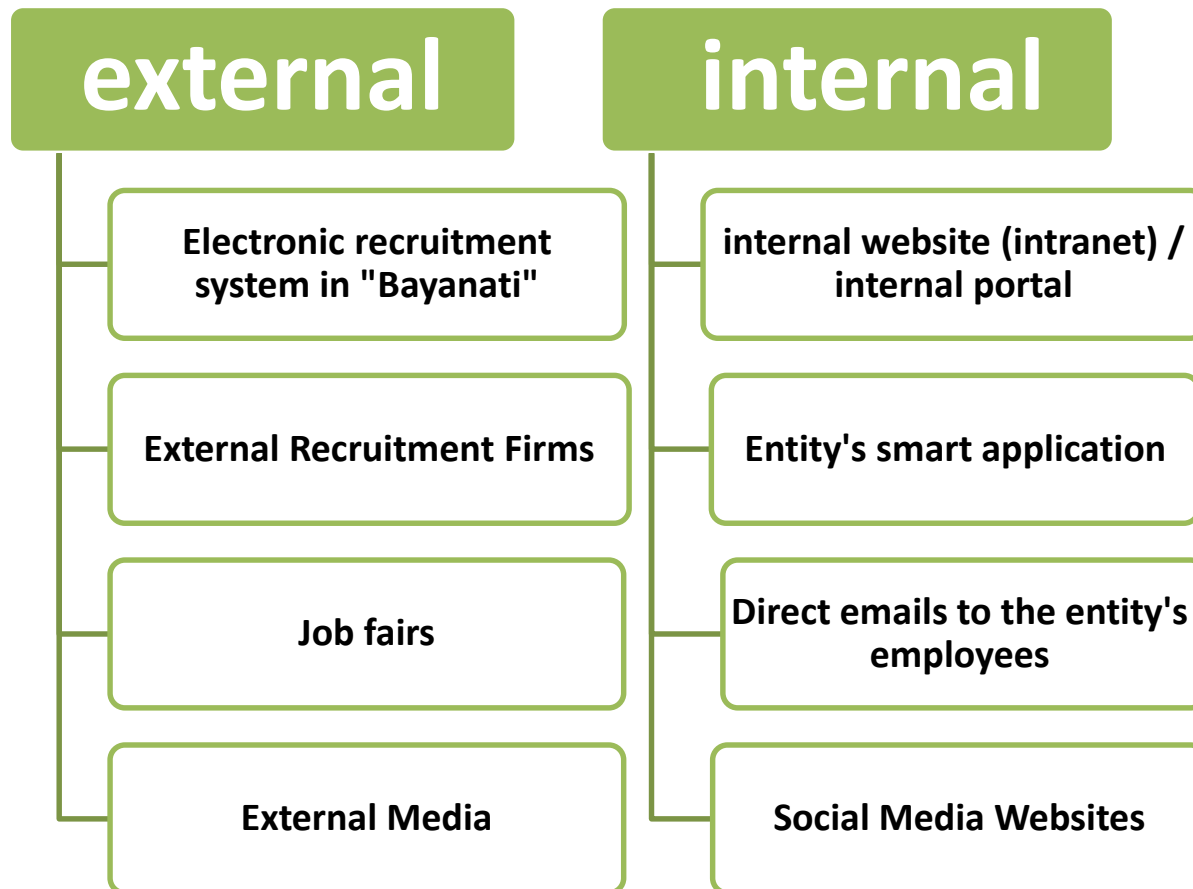 external
Electronic recruitment
system in "Bayanati"
External Recruitment Firms
Job fairs
External Media
internal
internal website (intranet) /
internal portal
Entity's smart application
Direct emails to the entity's
employees
Social Media Websites